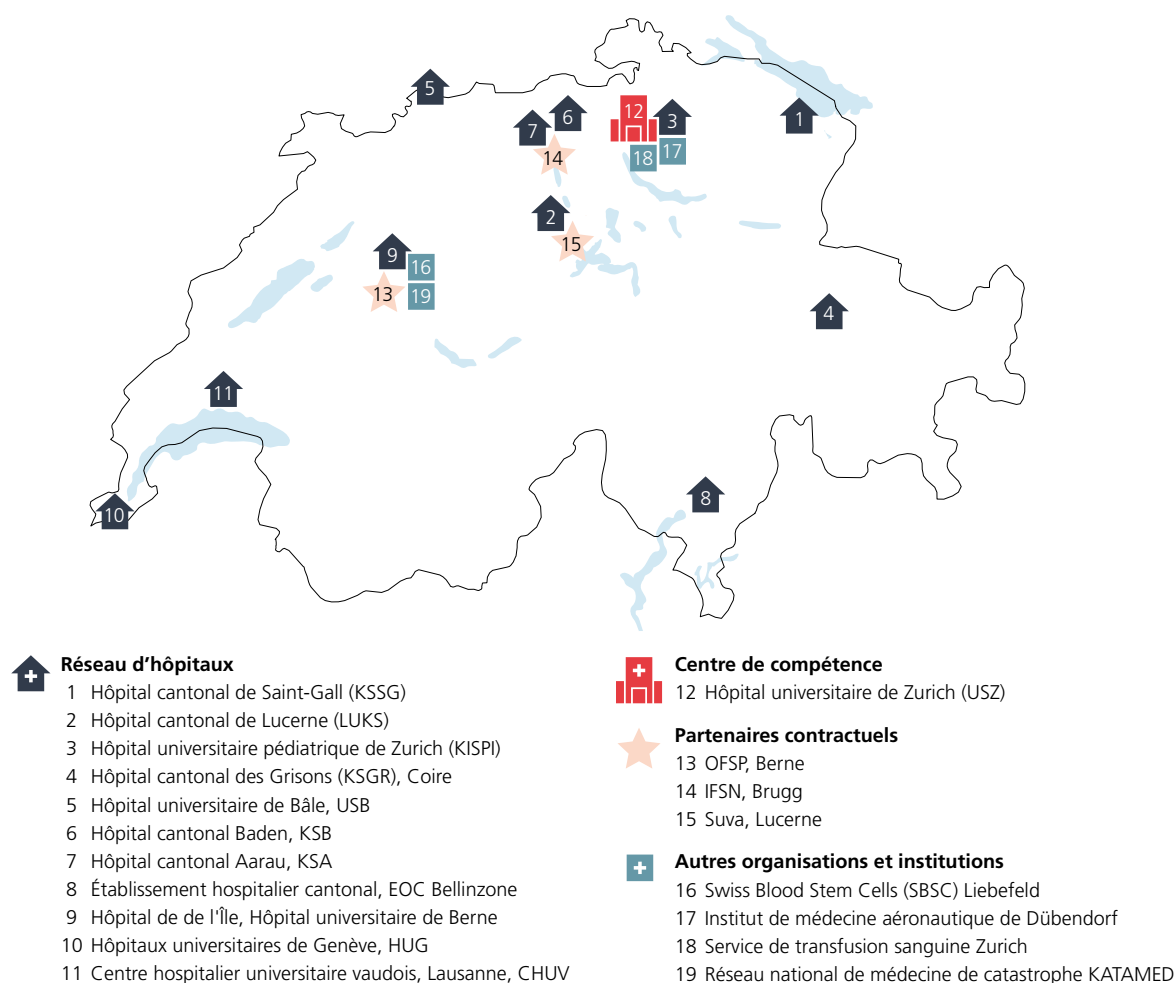 5
6
12
1
7
3
14
18
17
2
15
9
16
13
19
4
11
8
10
Réseau d'hôpitaux
1 Hôpital cantonal de Saint-Gall (KSSG)
2 Hôpital cantonal de Lucerne (LUKS)
3 Hôpital universitaire pédiatrique de Zurich (KISPI)
4 Hôpital cantonal des Grisons (KSGR), Coire
5 Hôpital universitaire de Bâle, USB
6 Hôpital cantonal Baden, KSB
7 Hôpital cantonal Aarau, KSA
8 Établissement hospitalier cantonal, EOC Bellinzone
9 Hôpital de de l'Île, Hôpital universitaire de Berne
10 Hôpitaux universitaires de Genève, HUG
11 Centre hospitalier universitaire vaudois, Lausanne, CHUV
Centre de compétence
12 Hôpital universitaire de Zurich (USZ)
Partenaires contractuels
13 OFSP, Berne
14 IFSN, Brugg
15 Suva, Lucerne
Autres organisations et institutions
16 Swiss Blood Stem Cells (SBSC) Liebefeld
17 Institut de médecine aéronautique de Dübendorf
18 Service de transfusion sanguine Zurich
19 Réseau national de médecine de catastrophe KATAMED